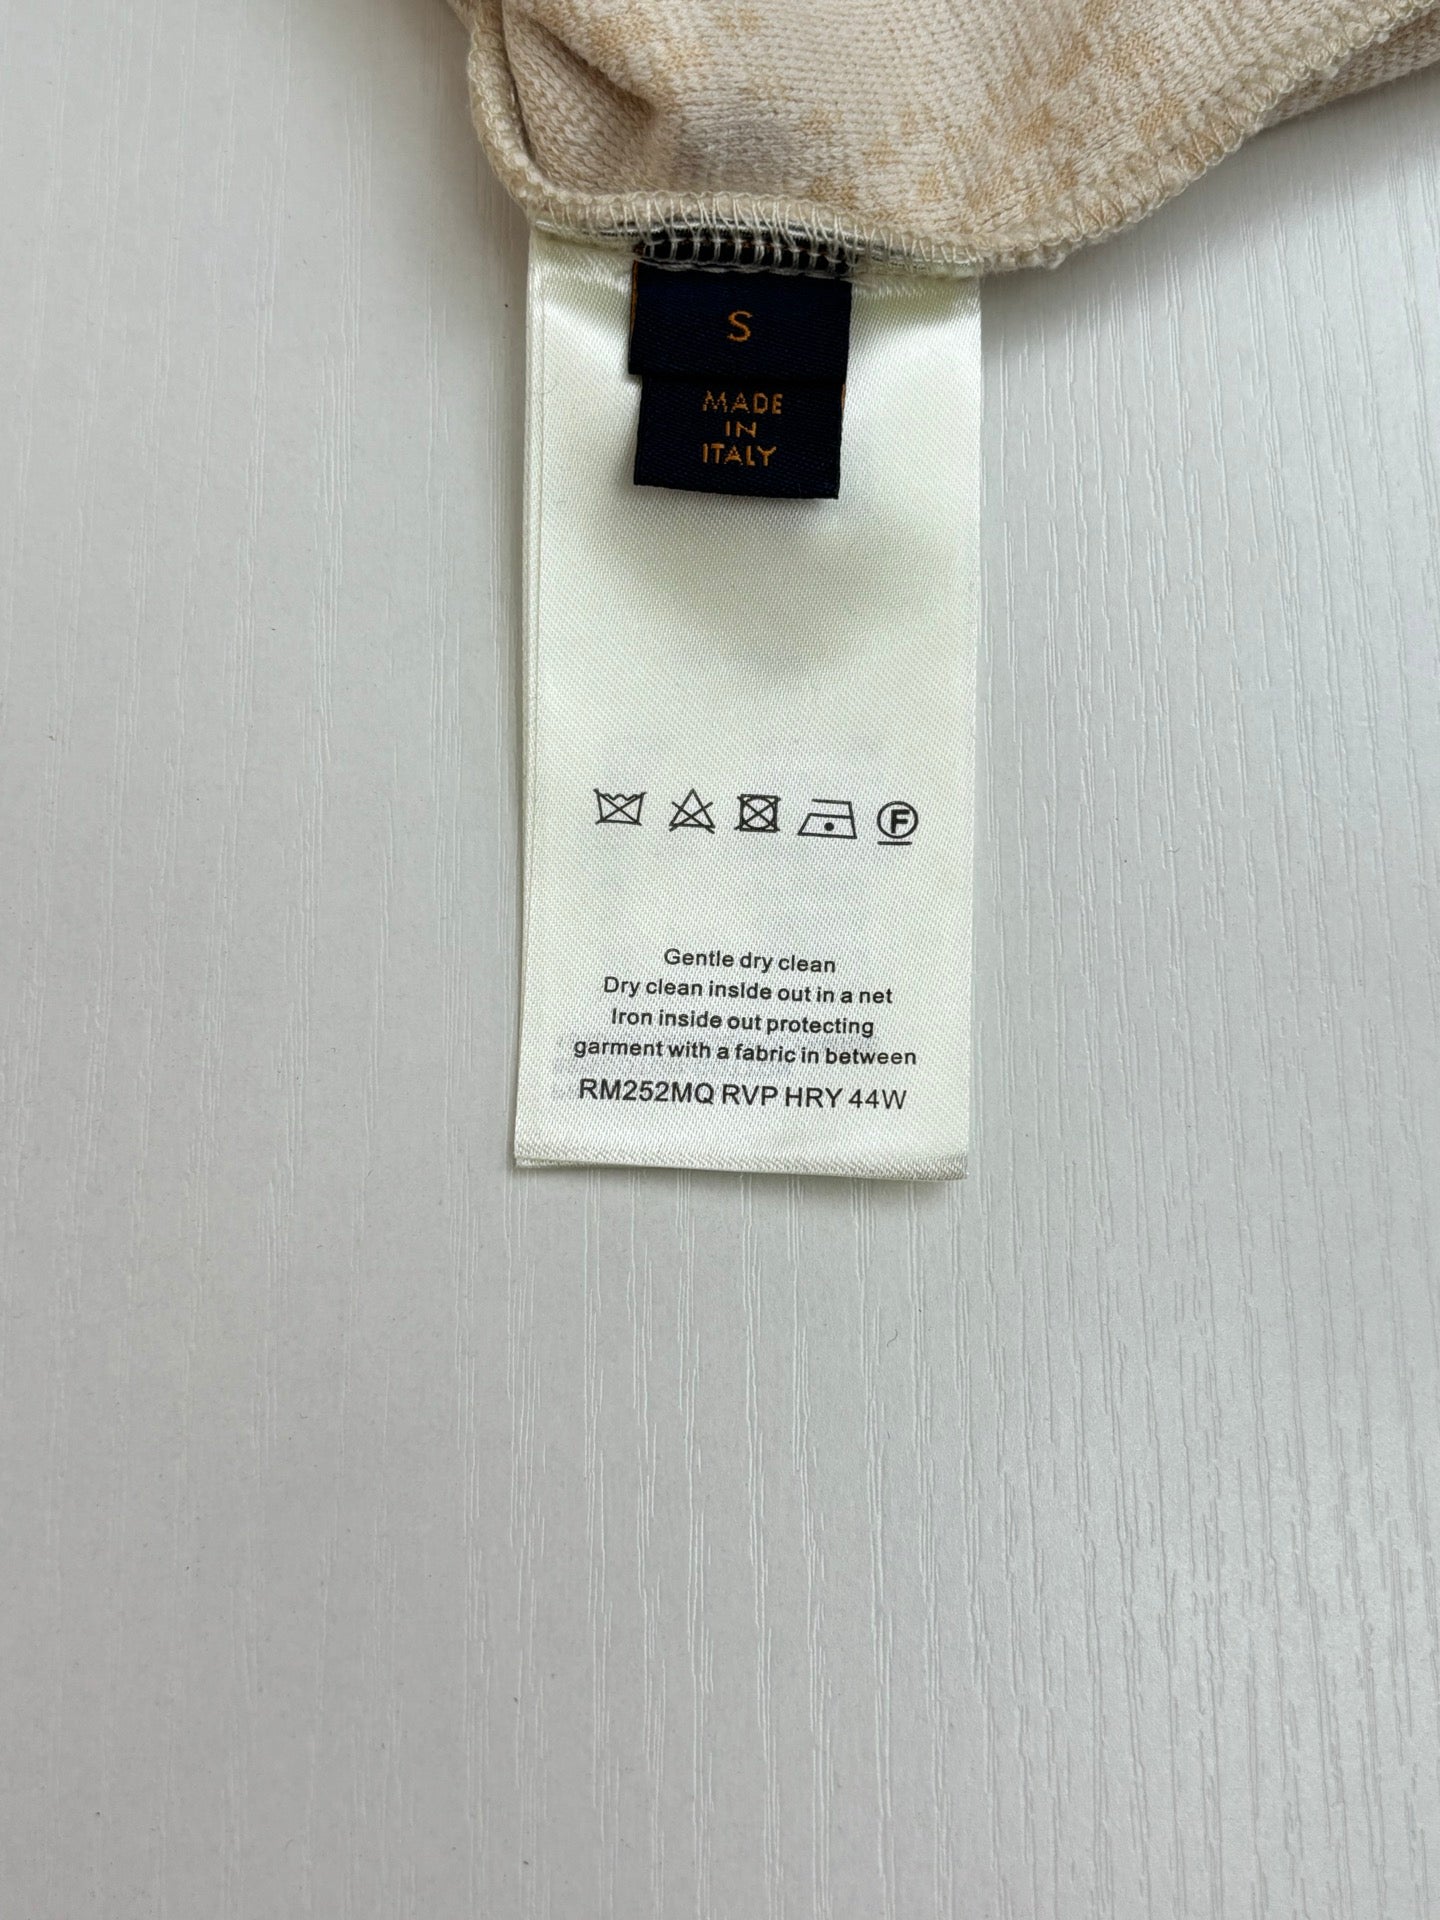 S
MADE
IN
ITALY
F
Gentle dry clean
Dry clean inside out in a net
Iron inside out protecting
garment with a fabric in between
RM252MQ RVP HRY 44W